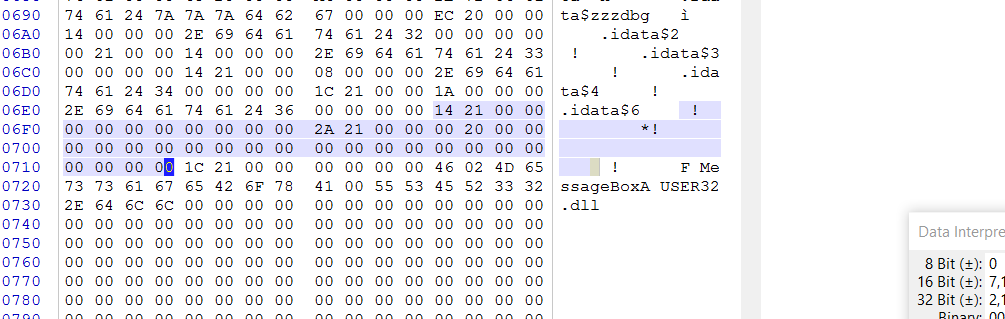 0690 74 61 24 7A 7A 7A 64 62 67 00 00 00 EC 20 00 00 ta$zzzdbg ì
06A0 14 00 00 00 2E 69 64 61 74 61 24 32 00 00 00 00 .idata$2
06B0 00 21 00 00 14 00 00 00 2E 69 64 61 74 61 24 33 ! .idata$3
06C0 00 00 00 00 14 21 00 00 08 00 00 00 2E 69 64 61 ! .ida
06D0 74 61 24 34 00 00 00 00 1C 21 00 00 1A 00 00 00 ta$4 !
06E0 2E 69 64 61 74 61 24 36 00 00 00 00 14 21 00 00 .idata$6 !
06F0 00 00 00 00 00 00 00 00 2A 21 00 00 00 20 00 00 *!
0700 00 00 00 00 00 00 00 00 00 00 00 00 00 00 00 00
0710 00 00 00 00 1C 21 00 00 00 00 00 00 46 02 4D 65 ! F Me
0720 73 73 61 67 65 42 6F 78 41 00 55 53 45 52 33 32 ssageBoxA USER32
0730 2E 64 6C 6C 00 00 00 00 00 00 00 00 00 00 00 00 .dll
0740 00 00 00 00 00 00 00 00 00 00 00 00 00 00 00 00
0750 00 00 00 00 00 00 00 00 00 00 00 00 00 00 00 00
0760 00 00 00 00 00 00 00 00 00 00 00 00 00 00 00 00
0770 00 00 00 00 00 00 00 00 00 00 00 00 00 00 00 00
0780 00 00 00 00 00 00 00 00 00 00 00 00 00 00 00 00
Data Interpre
8 Bit (±): 0
16 Bit (±): 7,1
32 Bit (±): 2,1